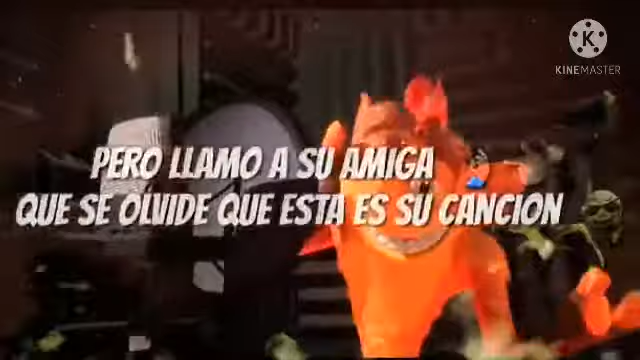 KINEMASTER
PERO LLAMO A SU AMIGA
QUE SE OLVIDE QUE ESTA ES SU CANCION